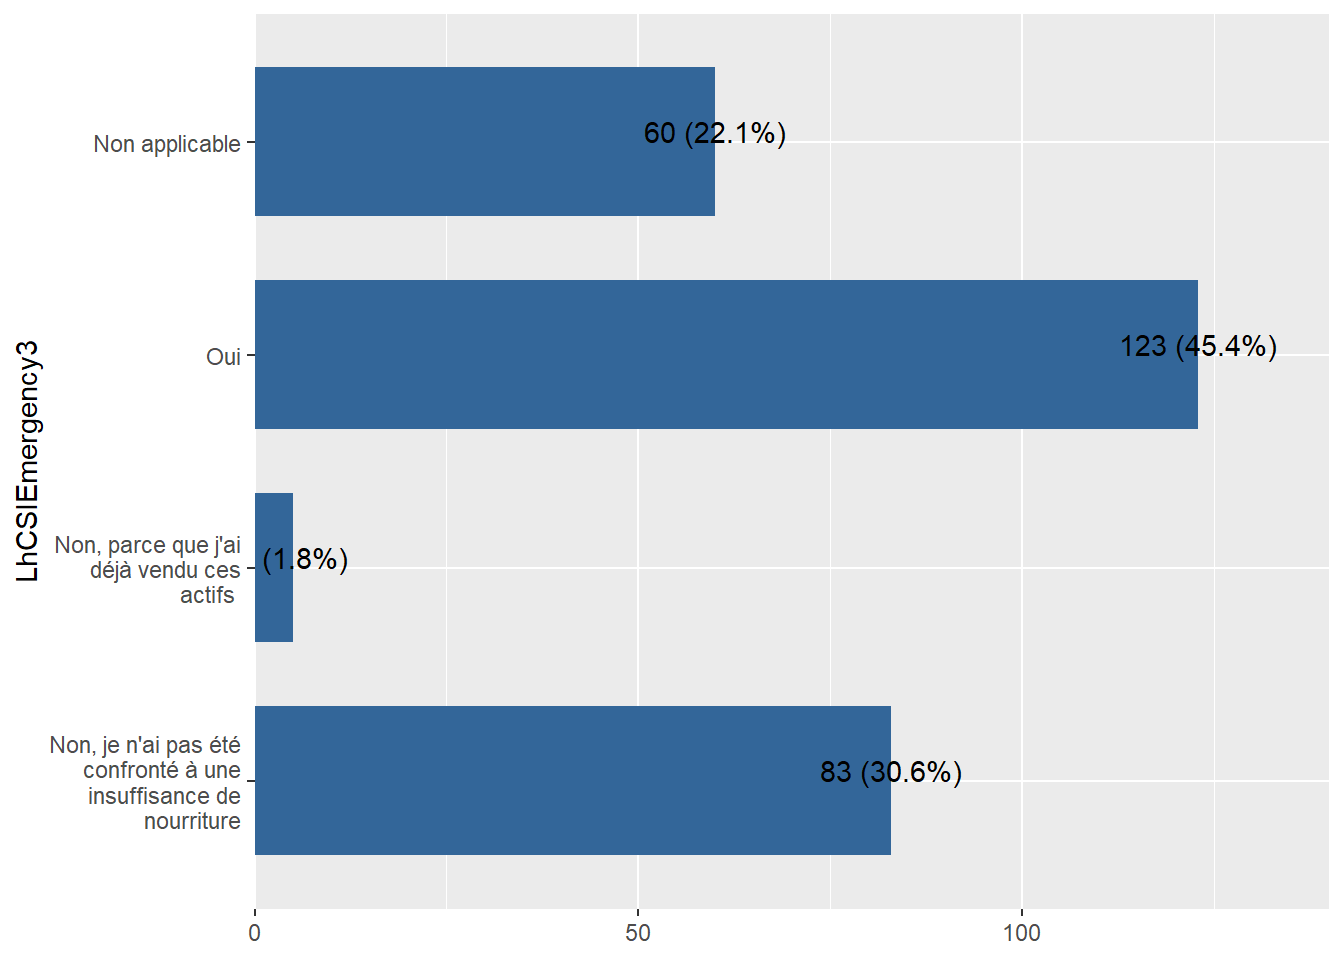 LhCSIEmergency3
Non applicable
60 (22.1%)
Oui
123 (45.4%)
Non, parce que j'ai
déjà vendu ces
actifs
(1.8%)
Non, je n'ai pas été
confronté à une
insuffisance de
nourriture
83 (30.6%)
0
50
100